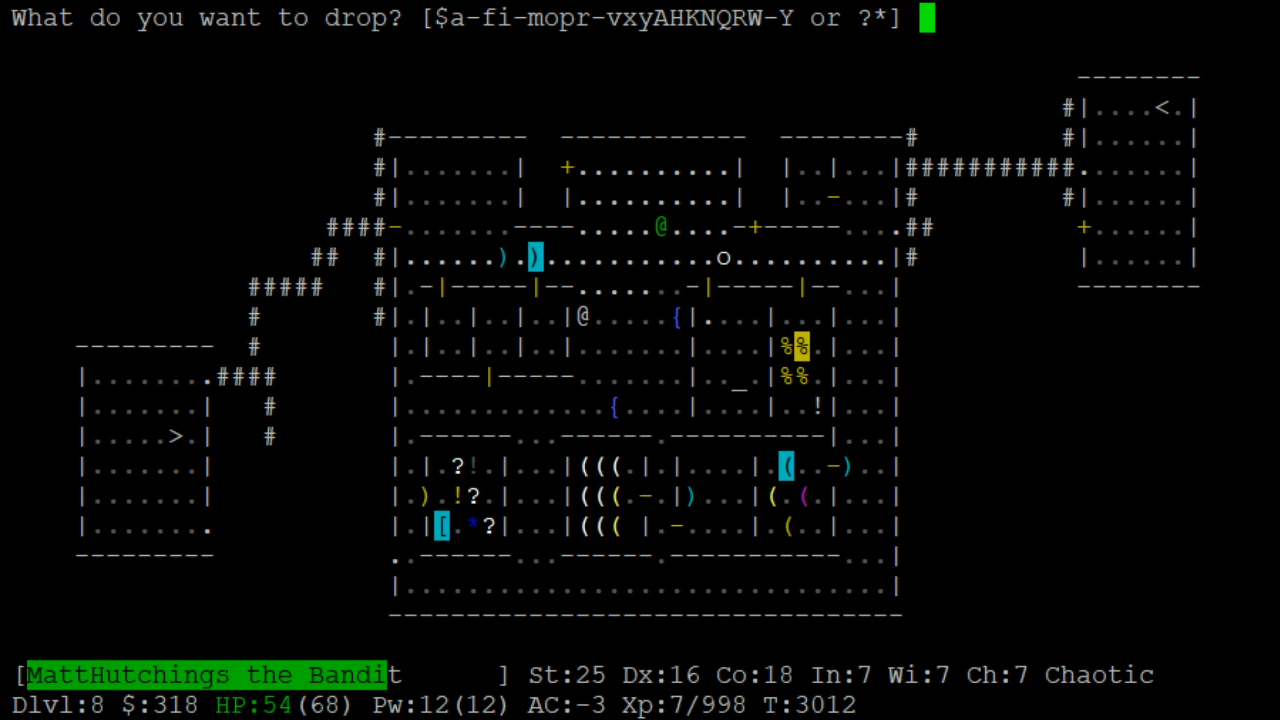 What do you want to drop? [$a-fi-mopr-vxyAHKNQRW-Y or ?*]
[MattHutchings the Bandit ] St:25 Dx:16 Co:18 In:7 Wi:7 Ch:7 Chaotic
Dlvl:8 $:318 HP:54(68) Pw:12(12) AC:-3 Xp:7/998 T:3012